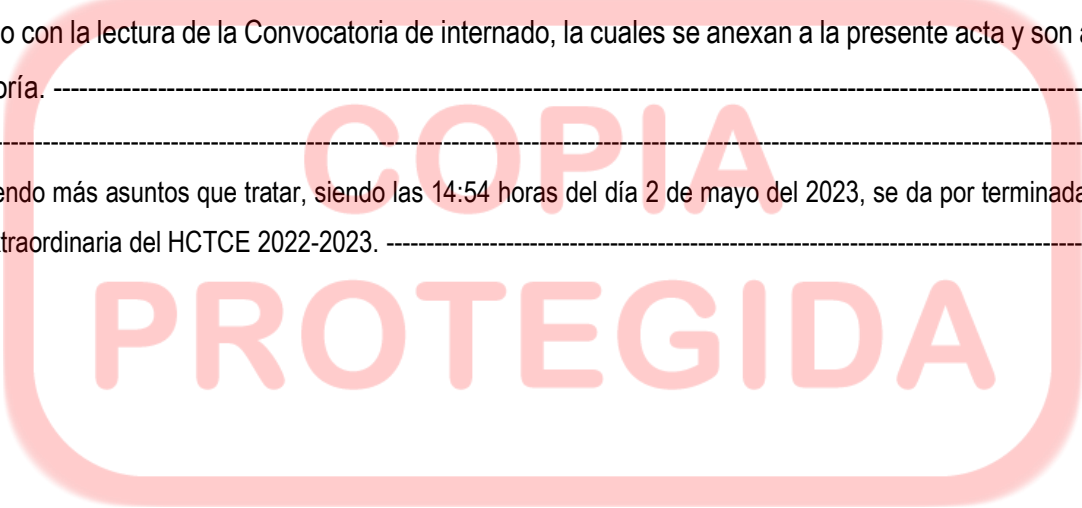 o con la lectura de la Convocatoria de internado, la cuales se anexan a la presente acta y son
oría. ----------------------------------------------------------------------------------------------------
----------------------------------------------------------------------------------------------------
endo más asuntos que tratar, siendo las 14:54 horas del día 2 de mayo del 2023, se da por terminada
xtraordinaria del HCTCE 2022-2023. ----------------------------------------------------------------------------------------------------
COPIA
PROTEGIDA